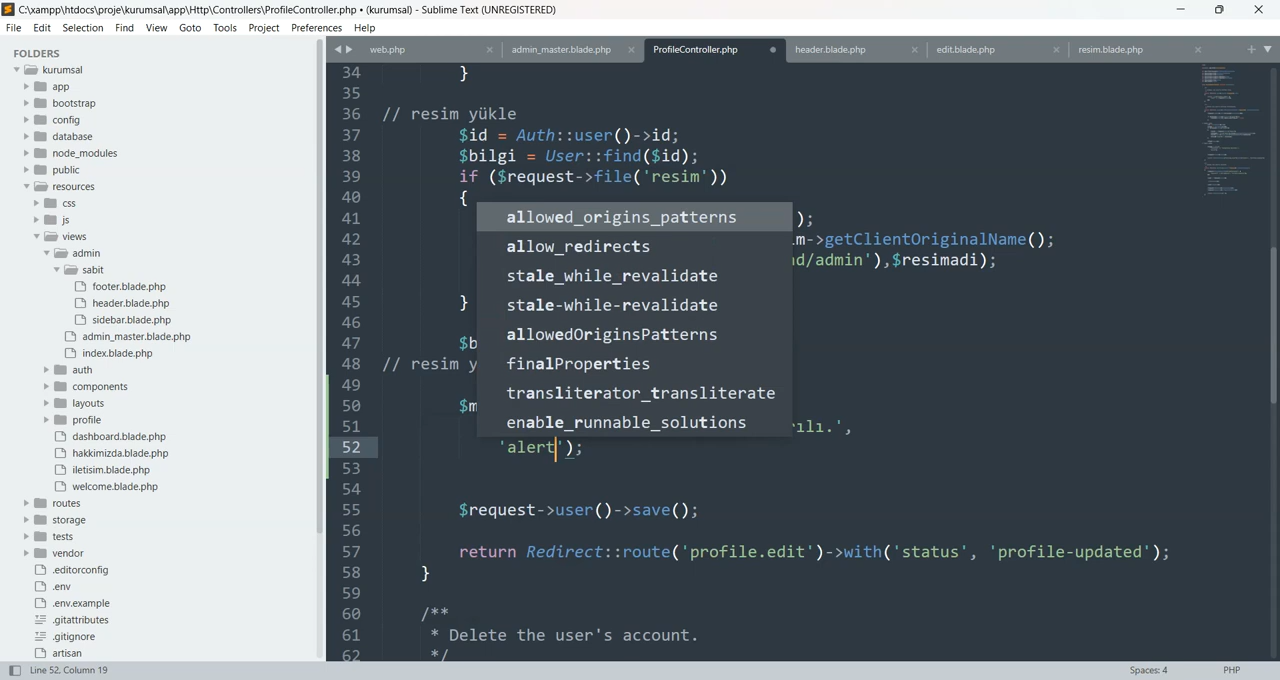 C:\xampp\htdocs\proje\kurumsal\app\Http\Controllers\ProfileController.php • (kurumsal) - Sublime Text (UNREGISTERED)
File Edit Selection Find View Goto Tools Project Preferences Help
FOLDERS
kurumsal
app
bootstrap
config
database
node_modules
public
resources
css
js
views
admin
sabit
footer.blade.php
header.blade.php
sidebar.blade.php
admin_master.blade.php
index.blade.php
auth
components
layouts
profile
dashboard.blade.php
hakkimizda.blade.php
iletisim.blade.php
welcome.blade.php
routes
storage
tests
vendor
.editorconfig
.env
.env.example
.gitattributes
.gitignore
artisan
web.php admin_master.blade.php ProfileController.php header.blade.php edit.blade.php resim.blade.php
34 }
35
36 // resim yükle
37 $id = Auth::user()->id;
38 $bilgi = User::find($id);
39 if ($request->file('resim'))
40 {
41 );
42 m->getClientOriginalName();
43 d/admin'),$resimadi);
44
45 }
46
47 $b
48 // resim y
49
50 $m
51 rılı.',
52 'alert');
53
54
55 $request->user()->save();
56
57 return Redirect::route('profile.edit')->with('status', 'profile-updated');
58 }
59
60 /**
61 * Delete the user's account.
62 */
allowed_origins_patterns
allow_redirects
stale_while_revalidate
stale-while-revalidate
allowedOriginsPatterns
finalProperties
transliterator_transliterate
enable_runnable_solutions
Line 52, Column 19 Spaces: 4 PHP